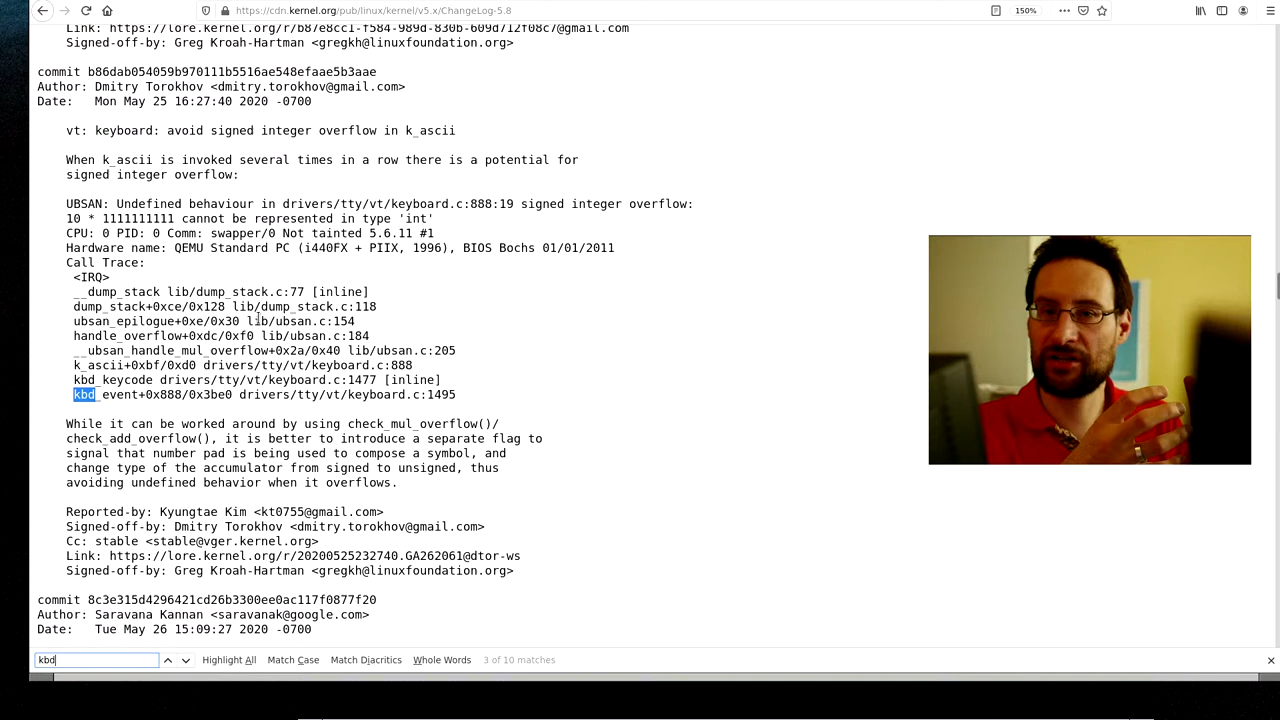 https://cdn.kernel.org/pub/linux/kernel/v5.x/ChangeLog-5.8
150%
Link: https://lore.kernel.org/r/b87e8cc1-f584-989d-830b-609d712f08c7@gmail.com
Signed-off-by: Greg Kroah-Hartman <gregkh@linuxfoundation.org>
commit b86dab054059b970111b5516ae548efaae5b3aae
Author: Dmitry Torokhov <dmitry.torokhov@gmail.com>
Date: Mon May 25 16:27:40 2020 -0700
vt: keyboard: avoid signed integer overflow in k_ascii
When k_ascii is invoked several times in a row there is a potential for
signed integer overflow:
UBSAN: Undefined behaviour in drivers/tty/vt/keyboard.c:888:19 signed integer overflow:
10 * 1111111111 cannot be represented in type 'int'
CPU: 0 PID: 0 Comm: swapper/0 Not tainted 5.6.11 #1
Hardware name: QEMU Standard PC (i440FX + PIIX, 1996), BIOS Bochs 01/01/2011
Call Trace:
<IRQ>
__dump_stack lib/dump_stack.c:77 [inline]
dump_stack+0xce/0x128 lib/dump_stack.c:118
ubsan_epilogue+0xe/0x30 lib/ubsan.c:154
handle_overflow+0xdc/0xf0 lib/ubsan.c:184
__ubsan_handle_mul_overflow+0x2a/0x40 lib/ubsan.c:205
k_ascii+0xbf/0xd0 drivers/tty/vt/keyboard.c:888
kbd_keycode drivers/tty/vt/keyboard.c:1477 [inline]
kbd_event+0x888/0x3be0 drivers/tty/vt/keyboard.c:1495
While it can be worked around by using check_mul_overflow()/
check_add_overflow(), it is better to introduce a separate flag to
signal that number pad is being used to compose a symbol, and
change type of the accumulator from signed to unsigned, thus
avoiding undefined behavior when it overflows.
Reported-by: Kyungtae Kim <kt0755@gmail.com>
Signed-off-by: Dmitry Torokhov <dmitry.torokhov@gmail.com>
Cc: stable <stable@vger.kernel.org>
Link: https://lore.kernel.org/r/20200525232740.GA262061@dtor-ws
Signed-off-by: Greg Kroah-Hartman <gregkh@linuxfoundation.org>
commit 8c3e315d4296421cd26b3300ee0ac117f0877f20
Author: Saravana Kannan <saravanak@google.com>
Date: Tue May 26 15:09:27 2020 -0700
kbd Highlight All Match Case Match Diacritics Whole Words 3 of 10 matches